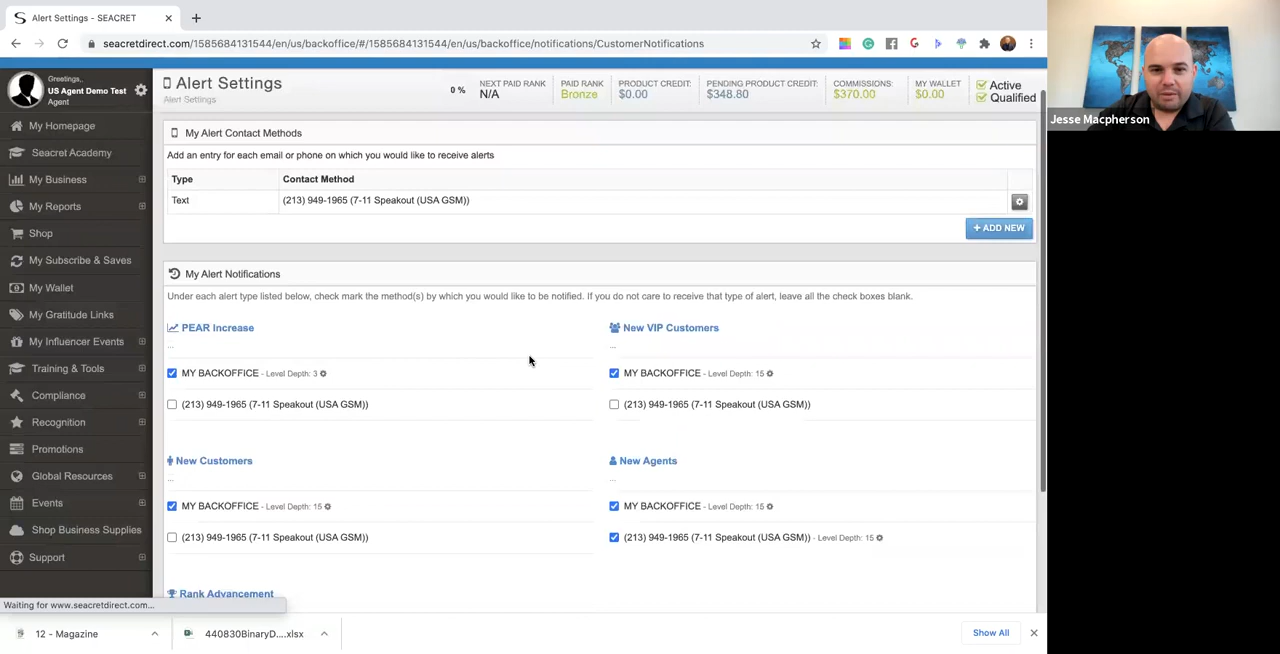 Alert Settings - SEACRET
seacretdirect.com/1585684131544/en/us/backoffice/#/1585684131544/en/us/backoffice/notifications/CustomerNotifications
Greetings,.
US Agent Demo Test
Agent
Alert Settings
Alert Settings
0 %
NEXT PAID RANK
N/A
PAID RANK
Bronze
PRODUCT CREDIT:
$0.00
PENDING PRODUCT CREDIT:
$348.80
COMMISSIONS:
$370.00
MY WALLET
$0.00
Active
Qualified
Jesse Macpherson
My Homepage
Seacret Academy
My Business
My Reports
Shop
My Subscribe & Saves
My Wallet
My Gratitude Links
My Influencer Events
Training & Tools
Compliance
Recognition
Promotions
Global Resources
Events
Shop Business Supplies
Support
My Alert Contact Methods
Add an entry for each email or phone on which you would like to receive alerts
Type Contact Method
Text (213) 949-1965 (7-11 Speakout (USA GSM))
+ ADD NEW
My Alert Notifications
Under each alert type listed below, check mark the method(s) by which you would like to be notified. If you do not care to receive that type of alert, leave all the check boxes blank.
PEAR Increase
...
MY BACKOFFICE - Level Depth: 3
(213) 949-1965 (7-11 Speakout (USA GSM))
New VIP Customers
...
MY BACKOFFICE - Level Depth: 15
(213) 949-1965 (7-11 Speakout (USA GSM))
New Customers
...
MY BACKOFFICE - Level Depth: 15
(213) 949-1965 (7-11 Speakout (USA GSM))
New Agents
...
MY BACKOFFICE - Level Depth: 15
(213) 949-1965 (7-11 Speakout (USA GSM)) - Level Depth: 15
Rank Advancement
Waiting for www.seacretdirect.com...
12 - Magazine
440830BinaryD....xlsx
Show All